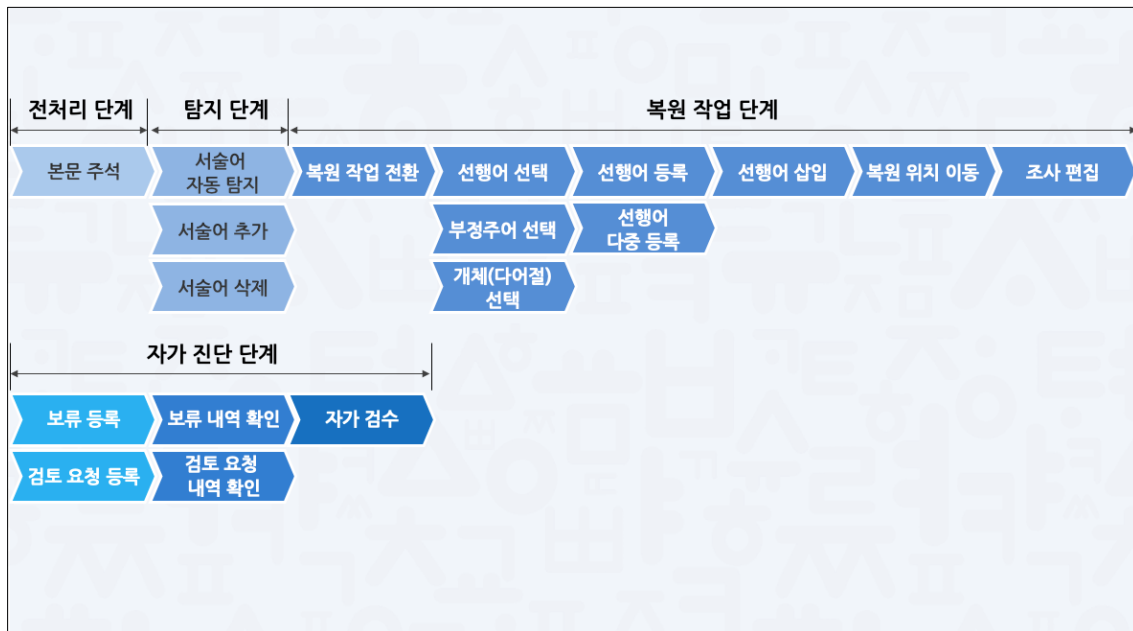 전처리 단계
탐지 단계
복원 작업 단계
본문 주석
서술어
자동 탐지
복원 작업 전환
선행어 선택
선행어 등록
선행어 삽입
복원 위치 이동
조사 편집
서술어 추가
부정주어 선택
선행어
다중 등록
서술어 삭제
개체(다어절)
선택
자가 진단 단계
보류 등록
보류 내역 확인
자가 검수
검토 요청 등록
검토 요청
내역 확인